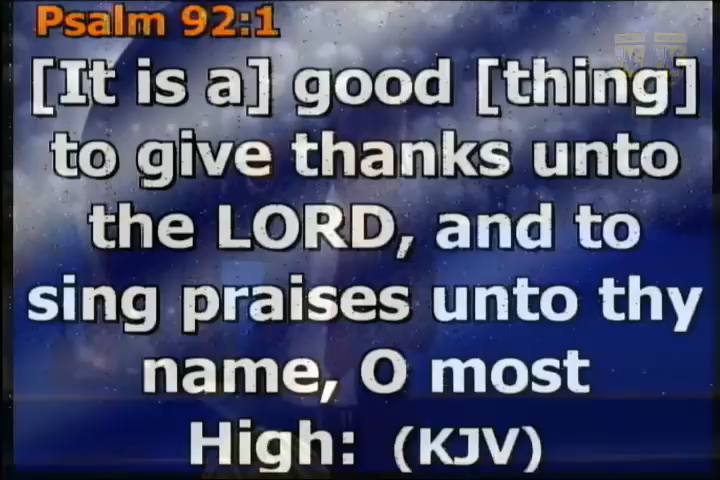 Psalm 92:1
[It is a] good [thing]
to give thanks unto
the LORD, and to
sing praises unto thy
name, O most
High: (KJV)